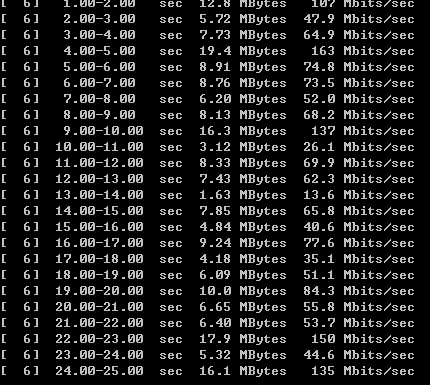 [  6]   1.00-2.00   sec  12.8 MBytes   107 Mbits/sec
[  6]   2.00-3.00   sec  5.72 MBytes  47.9 Mbits/sec
[  6]   3.00-4.00   sec  7.73 MBytes  64.9 Mbits/sec
[  6]   4.00-5.00   sec  19.4 MBytes   163 Mbits/sec
[  6]   5.00-6.00   sec  8.91 MBytes  74.8 Mbits/sec
[  6]   6.00-7.00   sec  8.76 MBytes  73.5 Mbits/sec
[  6]   7.00-8.00   sec  6.20 MBytes  52.0 Mbits/sec
[  6]   8.00-9.00   sec  8.13 MBytes  68.2 Mbits/sec
[  6]   9.00-10.00  sec  16.3 MBytes   137 Mbits/sec
[  6]  10.00-11.00  sec  3.12 MBytes  26.1 Mbits/sec
[  6]  11.00-12.00  sec  8.33 MBytes  69.9 Mbits/sec
[  6]  12.00-13.00  sec  7.43 MBytes  62.3 Mbits/sec
[  6]  13.00-14.00  sec  1.63 MBytes  13.6 Mbits/sec
[  6]  14.00-15.00  sec  7.85 MBytes  65.8 Mbits/sec
[  6]  15.00-16.00  sec  4.84 MBytes  40.6 Mbits/sec
[  6]  16.00-17.00  sec  9.24 MBytes  77.6 Mbits/sec
[  6]  17.00-18.00  sec  4.18 MBytes  35.1 Mbits/sec
[  6]  18.00-19.00  sec  6.09 MBytes  51.1 Mbits/sec
[  6]  19.00-20.00  sec  10.0 MBytes  84.3 Mbits/sec
[  6]  20.00-21.00  sec  6.65 MBytes  55.8 Mbits/sec
[  6]  21.00-22.00  sec  6.40 MBytes  53.7 Mbits/sec
[  6]  22.00-23.00  sec  17.9 MBytes   150 Mbits/sec
[  6]  23.00-24.00  sec  5.32 MBytes  44.6 Mbits/sec
[  6]  24.00-25.00  sec  16.1 MBytes   135 Mbits/sec